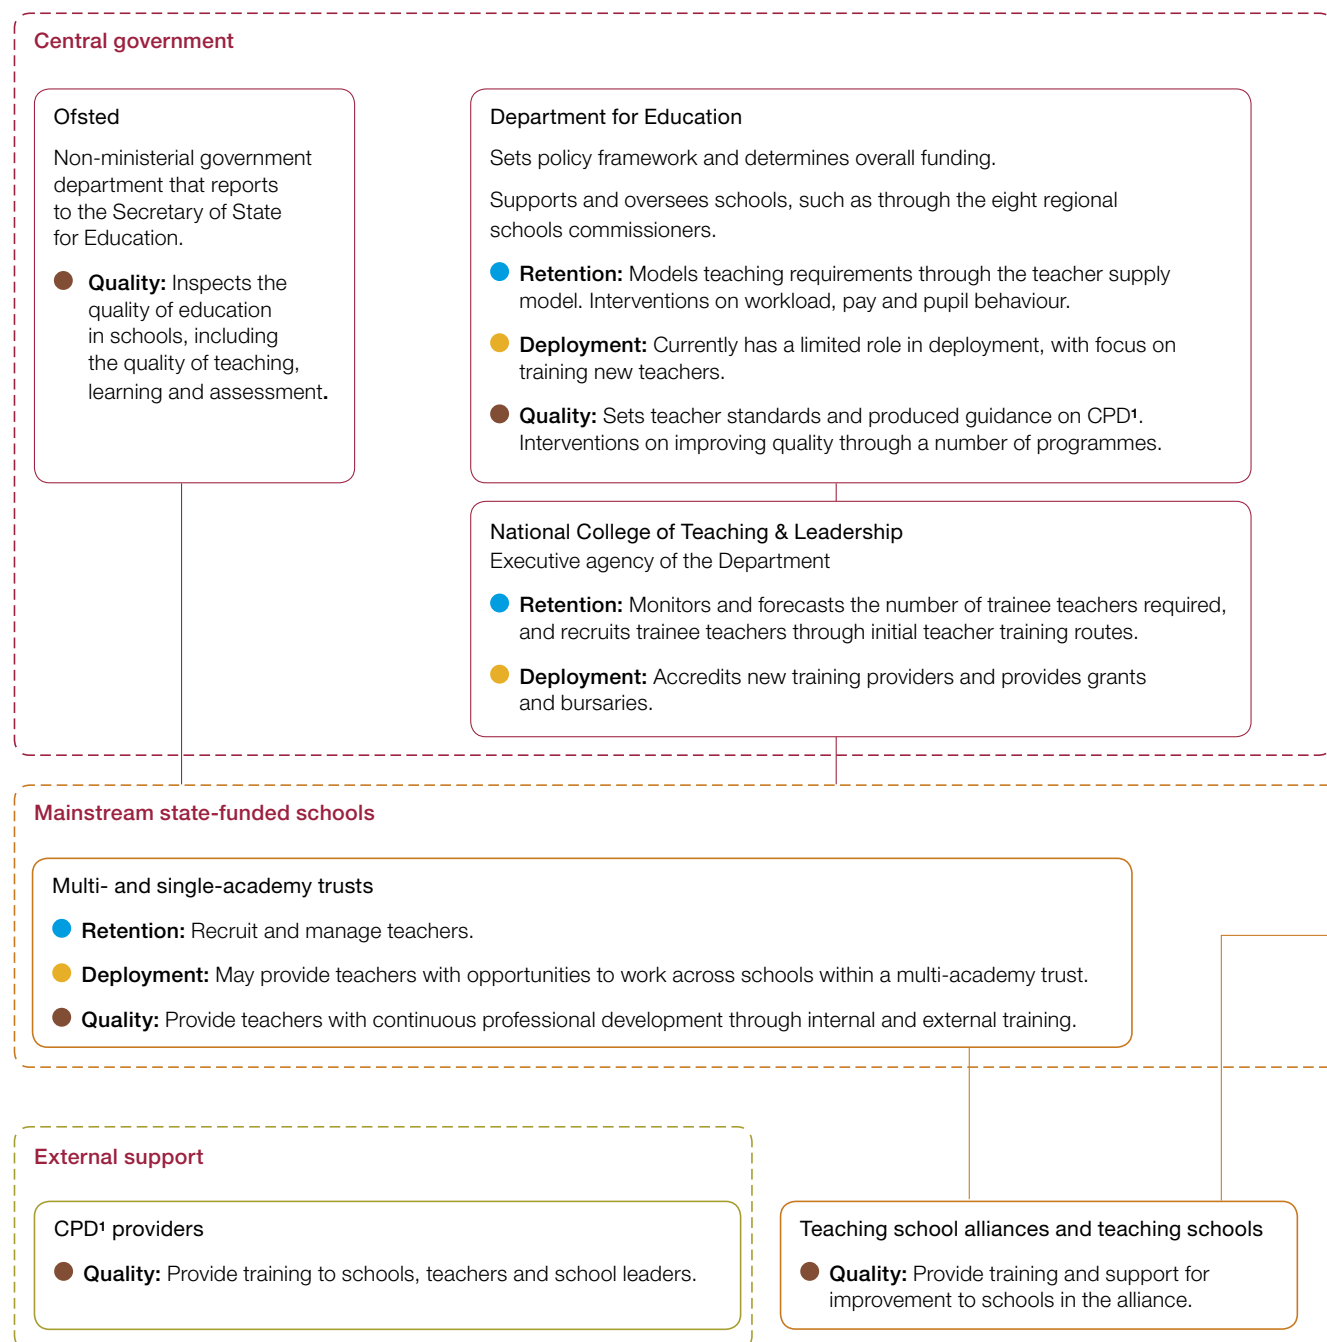 Central government
Ofsted
Non-ministerial government
department that reports
to the Secretary of State
for Education.
Quality: Inspects the
quality of education
in schools, including
the quality of teaching,
learning and assessment.
Department for Education
Sets policy framework and determines overall funding.
Supports and oversees schools, such as through the eight regional
schools commissioners.
Retention: Models teaching requirements through the teacher supply
model. Interventions on workload, pay and pupil behaviour.
Deployment: Currently has a limited role in deployment, with focus on
training new teachers.
Quality: Sets teacher standards and produced guidance on CPD¹.
Interventions on improving quality through a number of programmes.
National College of Teaching & Leadership
Executive agency of the Department
Retention: Monitors and forecasts the number of trainee teachers required,
and recruits trainee teachers through initial teacher training routes.
Deployment: Accredits new training providers and provides grants
and bursaries.
Mainstream state-funded schools
Multi- and single-academy trusts
Retention: Recruit and manage teachers.
Deployment: May provide teachers with opportunities to work across schools within a multi-academy trust.
Quality: Provide teachers with continuous professional development through internal and external training.
External support
CPD¹ providers
Quality: Provide training to schools, teachers and school leaders.
Teaching school alliances and teaching schools
Quality: Provide training and support for
improvement to schools in the alliance.